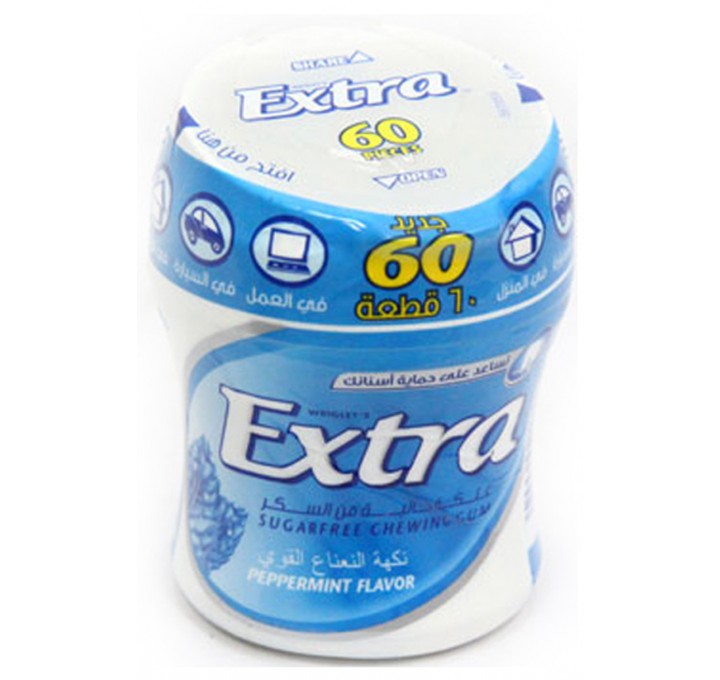 SHARE
WRIGLEY'S
Extra
60
PIECES
OPEN
افتح من هنا
في السيارة
في العمل
جديد
60
٦٠ قطعة
في المنزل
تساعد على حماية أسنانك
WRIGLEY'S
Extra
علكة خالية من السكر
SUGARFREE CHEWING GUM
نكهة النعناع القوي
PEPPERMINT FLAVOR